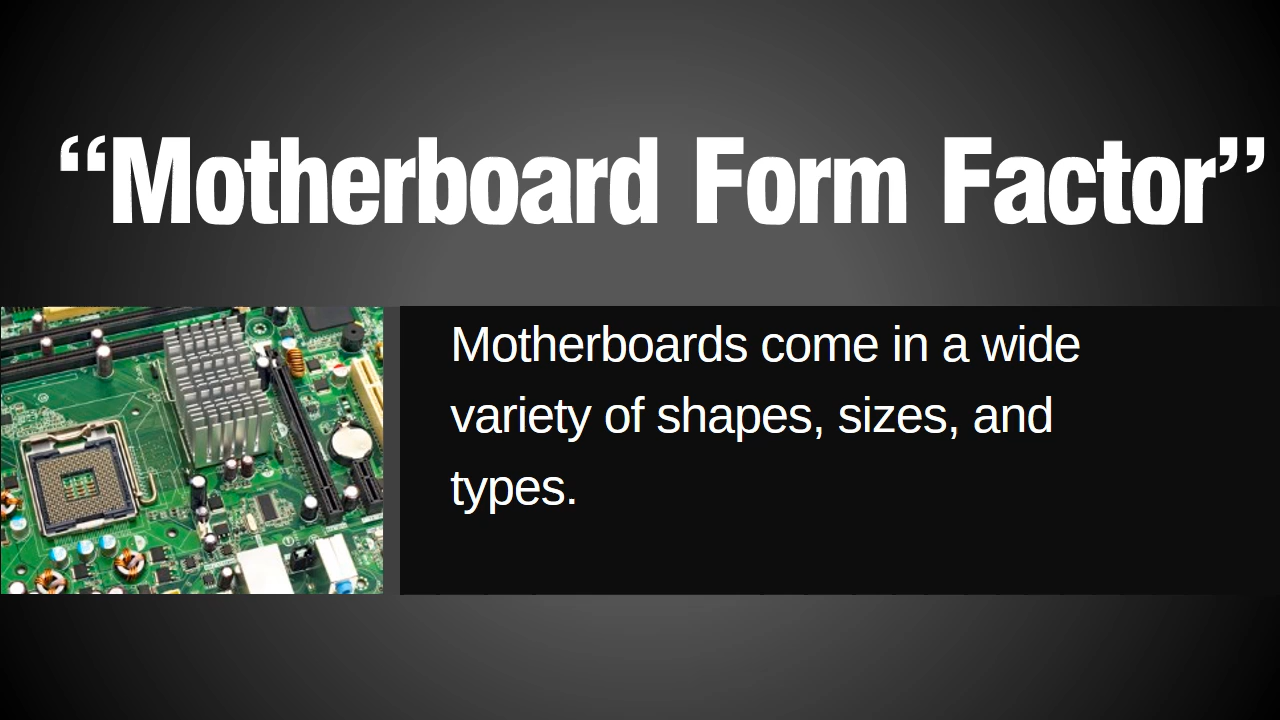 “Motherboard Form Factor”
Motherboards come in a wide
variety of shapes, sizes, and
types.